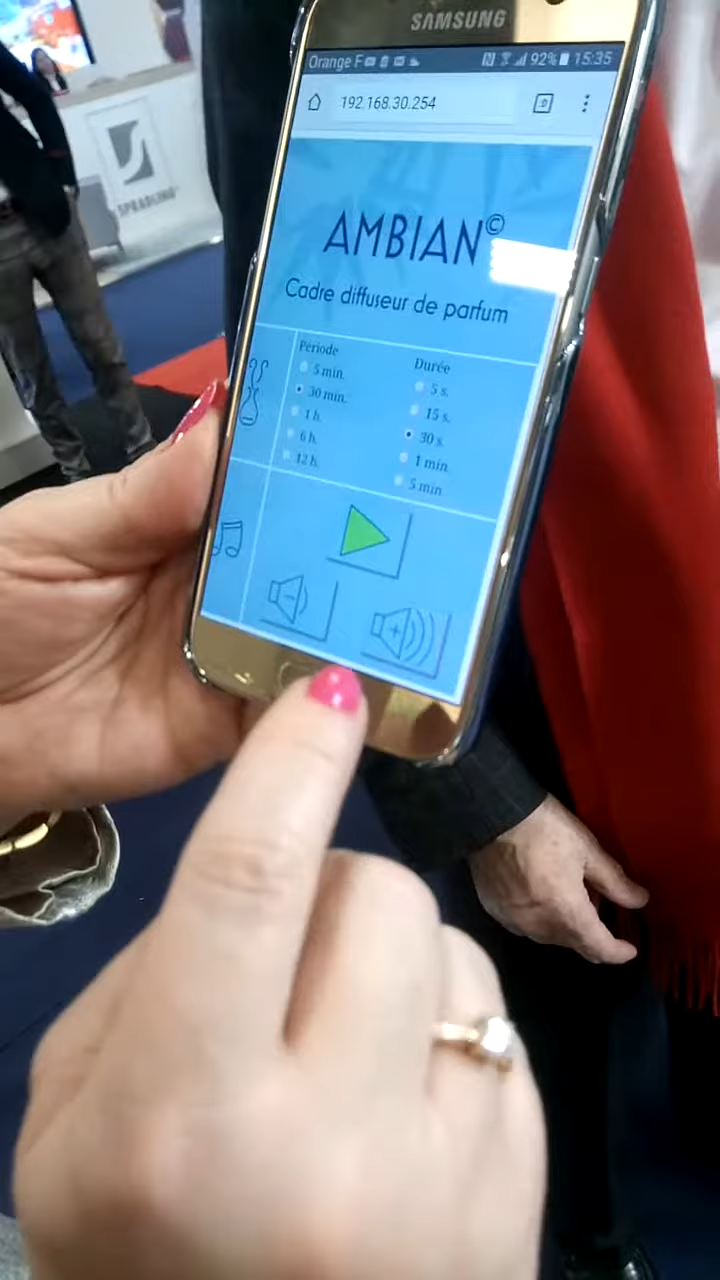 SAMSUNG
Orange F 92% 15:35
192.168.30.254
AMBIAN©
Cadre diffuseur de parfum
Période
5 min.
30 min.
1 h.
6 h.
12 h.
Durée
5 s.
15 s.
30 s.
1 min.
5 min.
SPRADLING